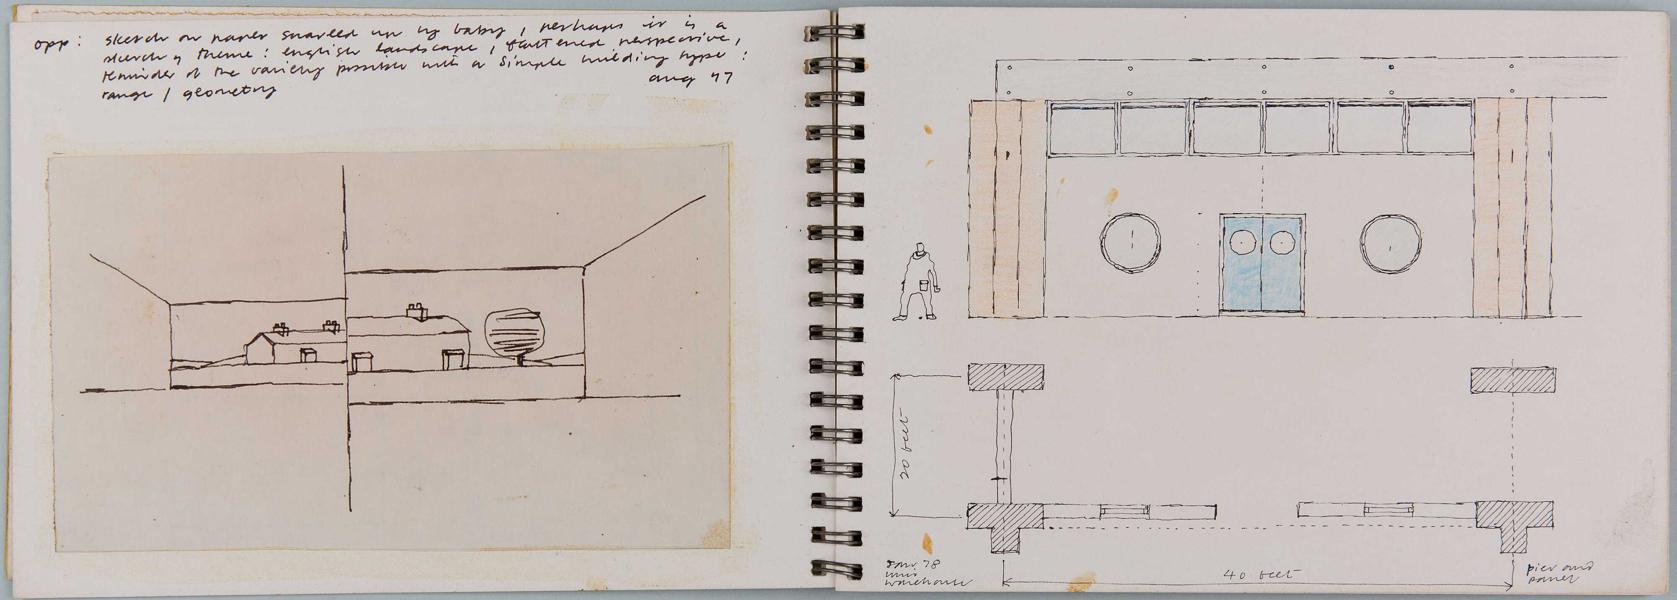 opp: sketch on paper snarled up by baby, perhaps it is a
sketch of theme: english landscape, flattened perspective,
reminder of the variety possible with a simple building type:
range / geometry aug 77
20 feet
Jan 78
mini
warehouse
40 feet
pier and
panel